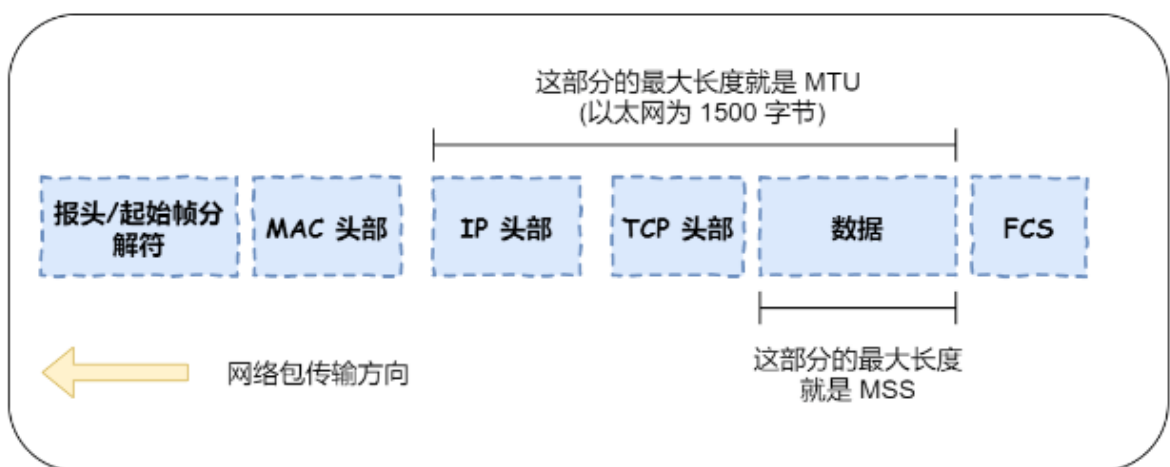 这部分的最大长度就是 MTU
(以太网为 1500 字节)
报头/起始帧分
解符
MAC 头部
IP 头部
TCP 头部
数据
FCS
网络包传输方向
这部分的最大长度
就是 MSS